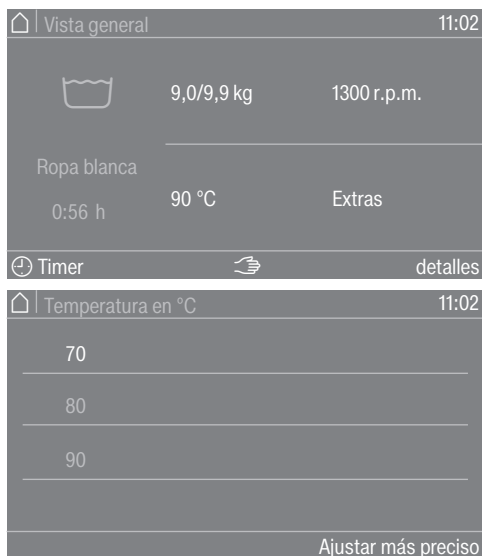 Vista general 11:02
9,0/9,9 kg 1300 r.p.m.
Ropa blanca
90 °C Extras
0:56 h
Timer detalles
Temperatura en °C 11:02
70
80
90
Ajustar más preciso